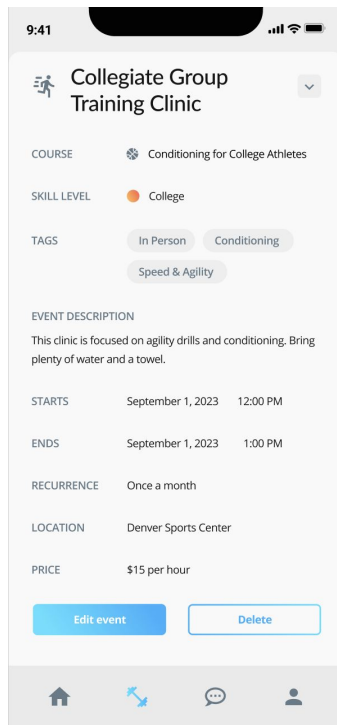 9:41
Collegiate Group
Training Clinic
COURSE Conditioning for College Athletes
SKILL LEVEL College
TAGS In Person Conditioning
Speed & Agility
EVENT DESCRIPTION
This clinic is focused on agility drills and conditioning. Bring
plenty of water and a towel.
STARTS September 1, 2023 12:00 PM
ENDS September 1, 2023 1:00 PM
RECURRENCE Once a month
LOCATION Denver Sports Center
PRICE $15 per hour
Edit event Delete